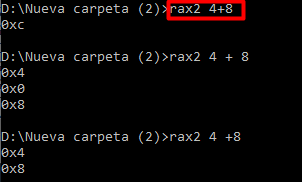 D:\Nueva carpeta (2)>rax2 4+8
0xc
D:\Nueva carpeta (2)>rax2 4 + 8
0x4
0x0
0x8
D:\Nueva carpeta (2)>rax2 4 +8
0x4
0x8